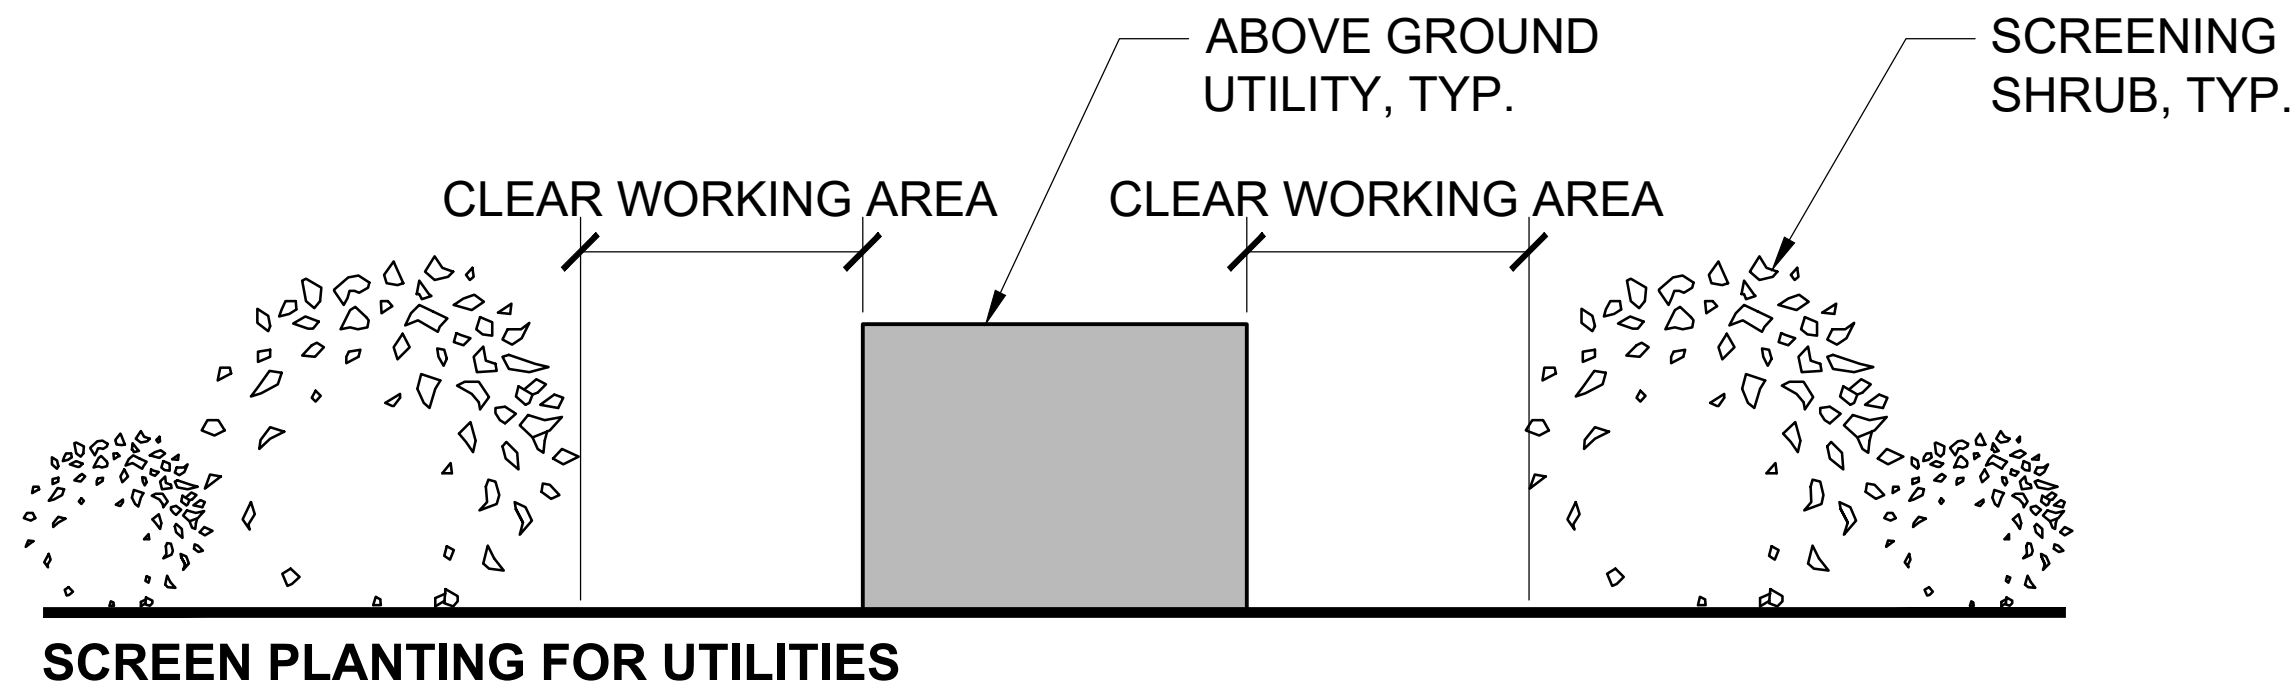 ABOVE GROUND
UTILITY, TYP.
SCREENING
SHRUB, TYP.
CLEAR WORKING AREA
CLEAR WORKING AREA
SCREEN PLANTING FOR UTILITIES